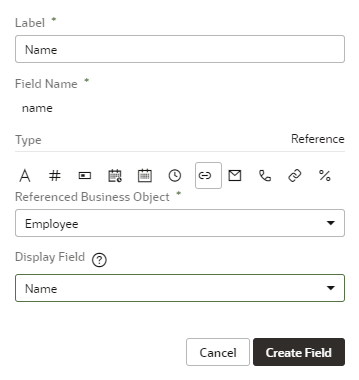 Label *
Name
Field Name *
name
Type Reference
A # %
Referenced Business Object *
Employee
Display Field ?
Name
Cancel Create Field